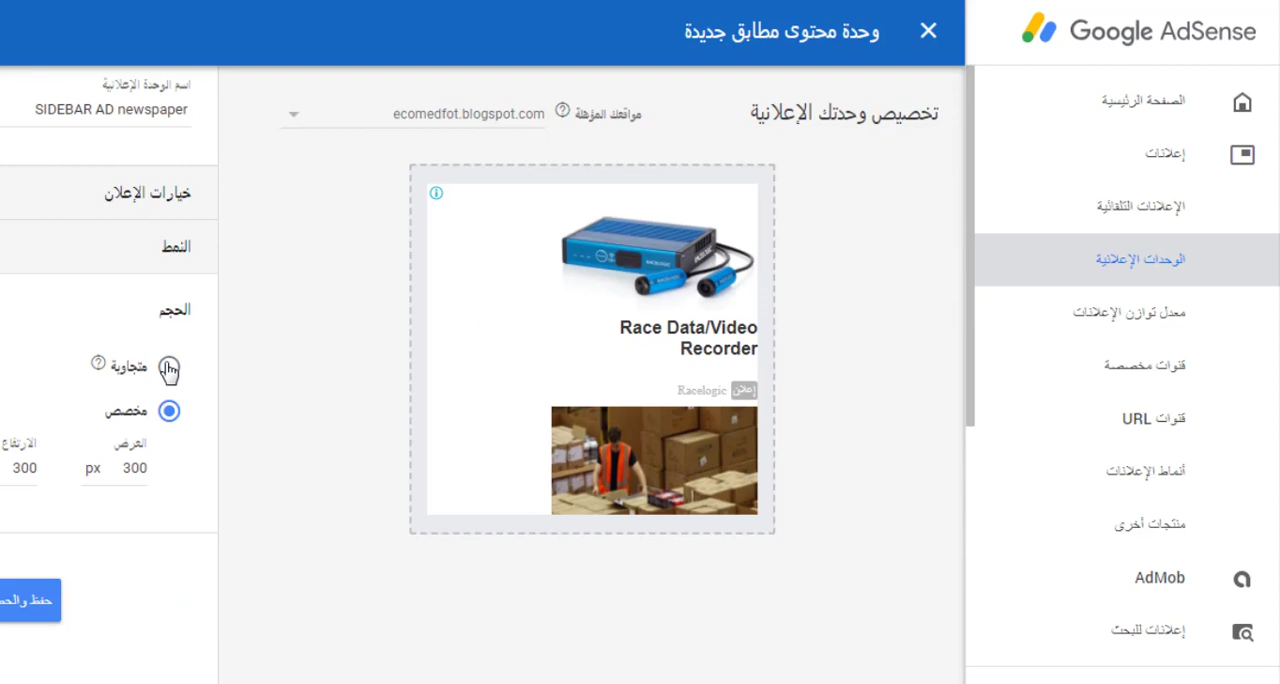 Google AdSense
الصفحة الرئيسية
إعلانات
الإعلانات التلقائية
الوحدات الإعلانية
معدل توازن الإعلانات
قنوات مخصصة
قنوات URL
أنماط الإعلانات
منتجات أخرى
AdMob
إعلانات للبحث
وحدة محتوى مطابق جديدة
تخصيص وحدتك الإعلانية
مواقعك المؤهلة
ecomedfot.blogspot.com
RACELOGIC
Race Data/Video
Recorder
إعلان Racelogic
اسم الوحدة الإعلانية
SIDEBAR AD newspaper
خيارات الإعلان
النمط
الحجم
متجاوبة
مخصص
العرض الارتفاع
300 px 300
حفظ والحص